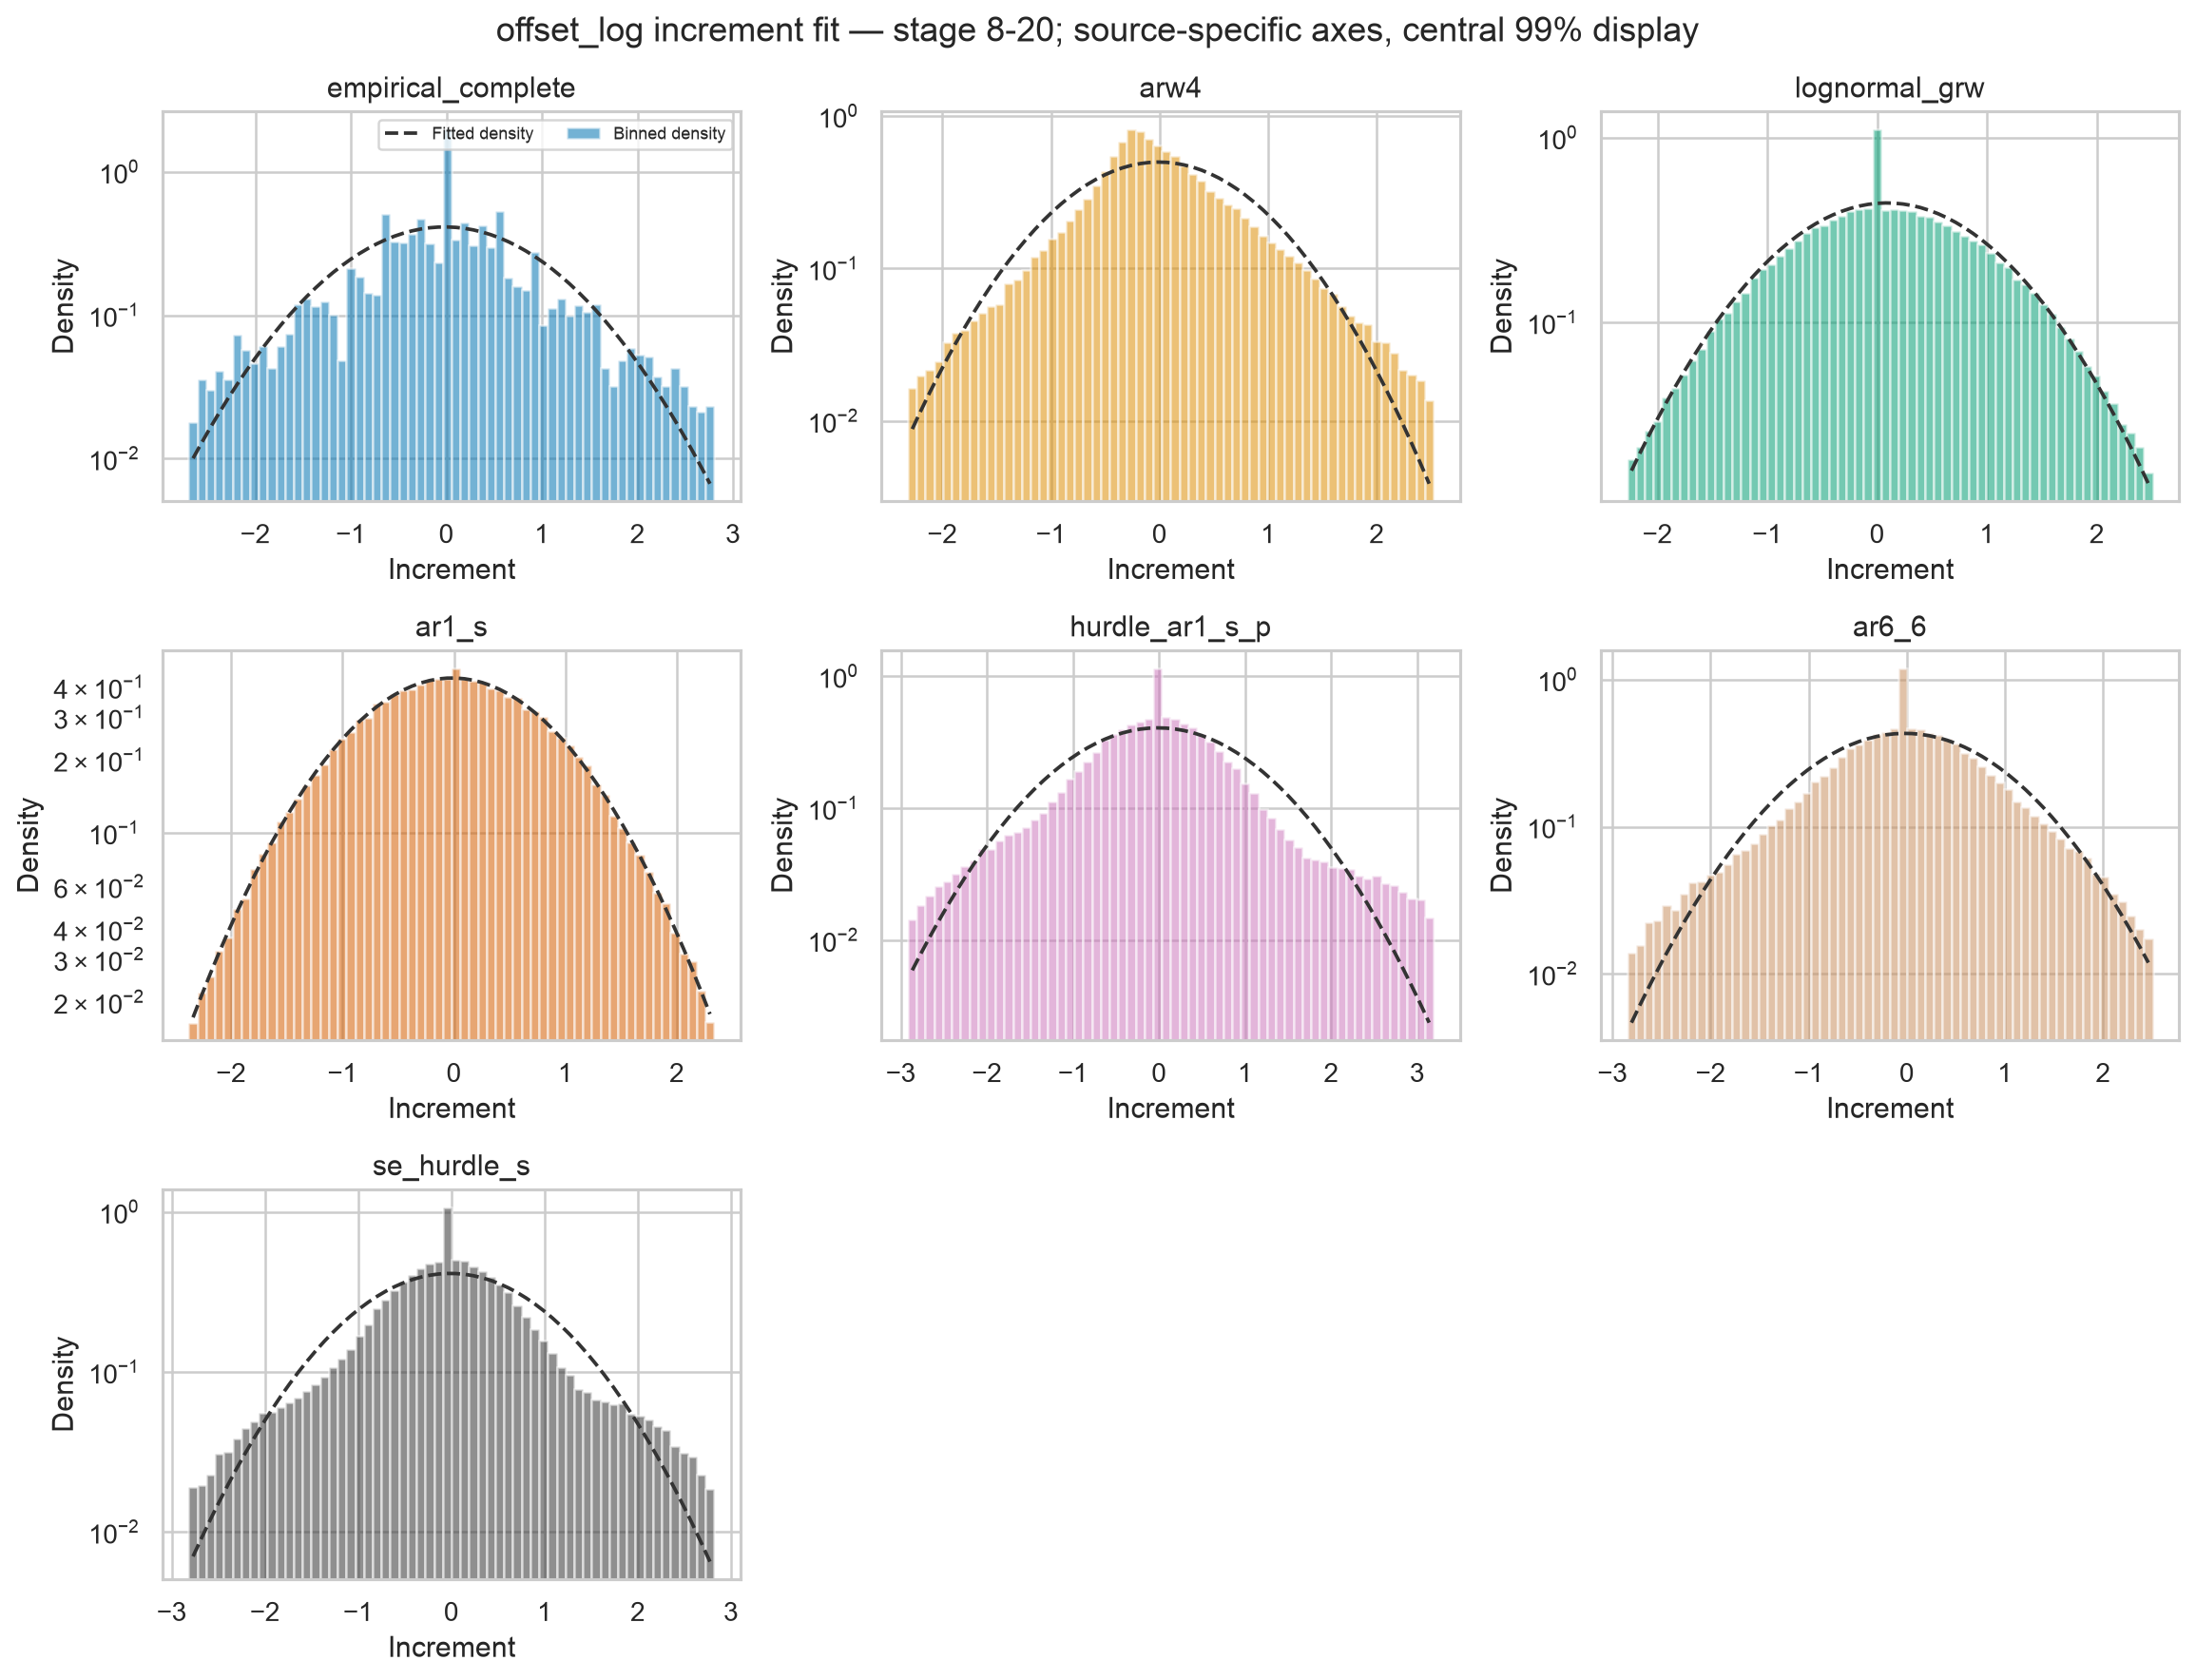 offset_log increment fit — stage 8-20; source-specific axes, central 99% display
empirical_complete
Fitted density
Binned density
10⁰
10⁻¹
10⁻²
Density
−2 −1 0 1 2 3
Increment
arw4
10⁰
10⁻¹
10⁻²
Density
−2 −1 0 1 2
Increment
lognormal_grw
10⁰
10⁻¹
Density
−2 −1 0 1 2
Increment
ar1_s
4 × 10⁻¹
3 × 10⁻¹
2 × 10⁻¹
10⁻¹
6 × 10⁻²
4 × 10⁻²
3 × 10⁻²
2 × 10⁻²
Density
−2 −1 0 1 2
Increment
hurdle_ar1_s_p
10⁰
10⁻¹
10⁻²
Density
−3 −2 −1 0 1 2 3
Increment
ar6_6
10⁰
10⁻¹
10⁻²
Density
−3 −2 −1 0 1 2
Increment
se_hurdle_s
10⁰
10⁻¹
10⁻²
Density
−3 −2 −1 0 1 2 3
Increment